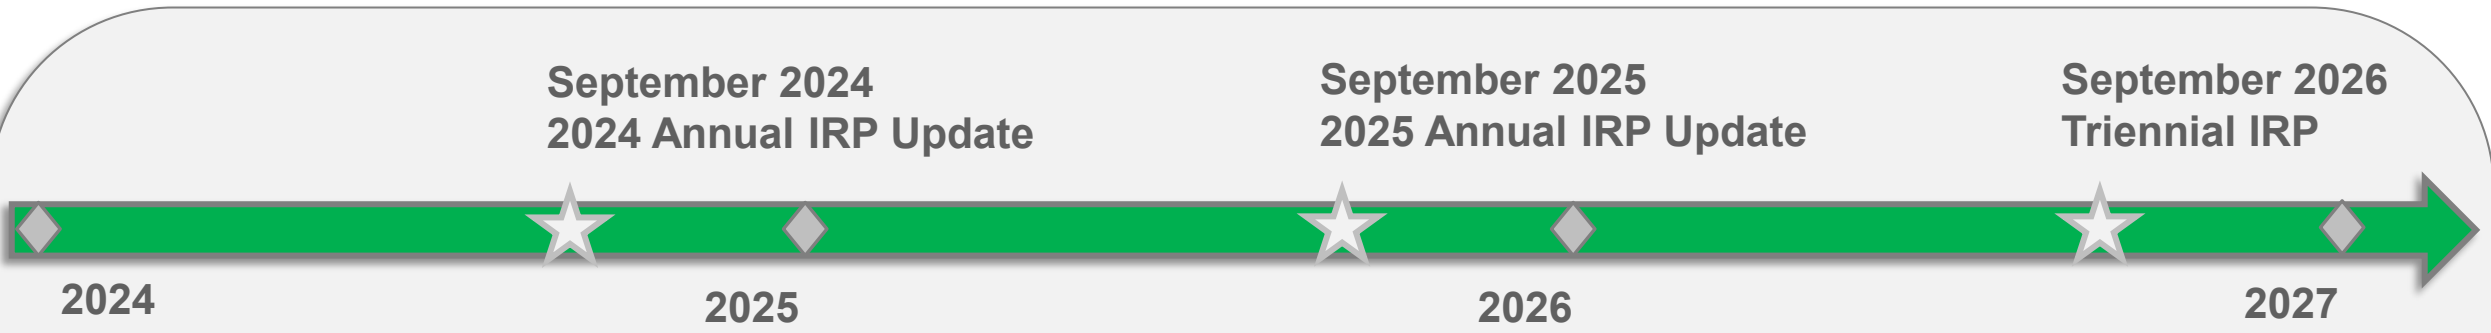 September 2024
2024 Annual IRP Update
September 2025
2025 Annual IRP Update
September 2026
Triennial IRP
2024
2025
2026
2027